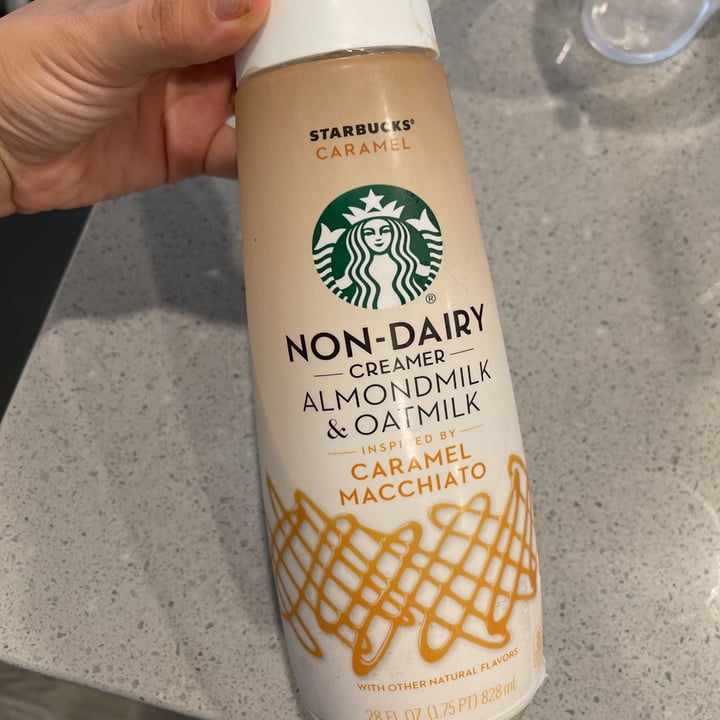 STARBUCKS®
CARAMEL
®
NON-DAIRY
CREAMER
ALMONDMILK
& OATMILK
INSPIRED BY
CARAMEL
MACCHIATO
WITH OTHER NATURAL FLAVORS
28 FL OZ (1.75 PT) 828 mL